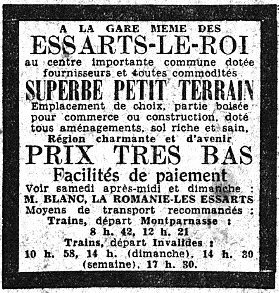 A LA GARE MEME DES
ESSARTS-LE-ROI
au centre importante commune dotée
fournisseurs et toutes commodités
SUPERBE PETIT TERRAIN
Emplacement de choix, partie boisée
pour commerce ou construction, doté
tous aménagements, sol riche et sain,
Région charmante et d'avenir
PRIX TRES BAS
Facilités de paiement
Voir samedi après-midi et dimanche :
M. BLANC, LA ROMANIE-LES ESSARTS
Moyens de transport recommandés :
Trains, départ Montparnasse :
8 h. 42, 12 h. 21
Trains, départ Invalides :
10 h. 58, 14 h. (dimanche), 14 h. 30
(semaine), 17 h. 30.